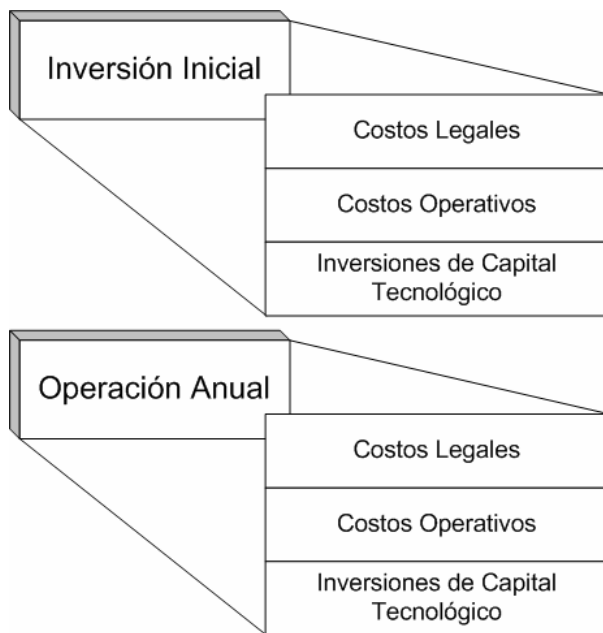 Inversión Inicial
Costos Legales
Costos Operativos
Inversiones de Capital
Tecnológico
Operación Anual
Costos Legales
Costos Operativos
Inversiones de Capital
Tecnológico